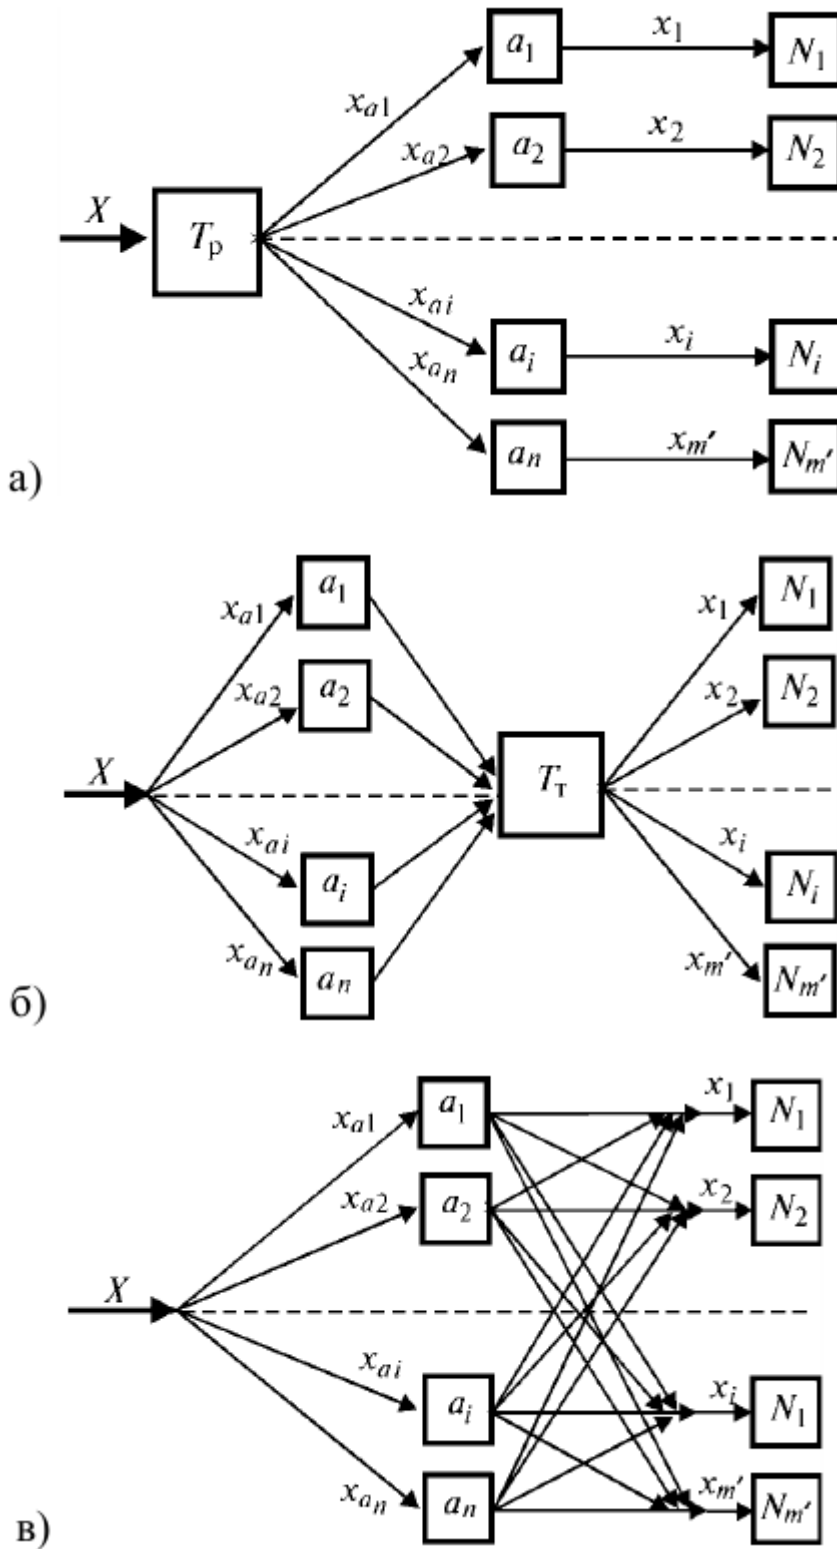 a₁ x₁ N₁
xₐ₁
xₐ₂ a₂ x₂ N₂
X Tр
xₐᵢ
aᵢ xᵢ Nᵢ
xₐₙ
aₙ xₘ′ Nₘ′
а)
a₁ x₁ N₁
xₐ₁
xₐ₂ a₂ x₂ N₂
X Tт
xₐᵢ aᵢ xᵢ Nᵢ
xₐₙ aₙ xₘ′ Nₘ′
б)
a₁ x₁ N₁
xₐ₁
xₐ₂ a₂ x₂ N₂
X
xₐᵢ aᵢ xᵢ N₁
xₐₙ aₙ xₘ′ Nₘ′
в)